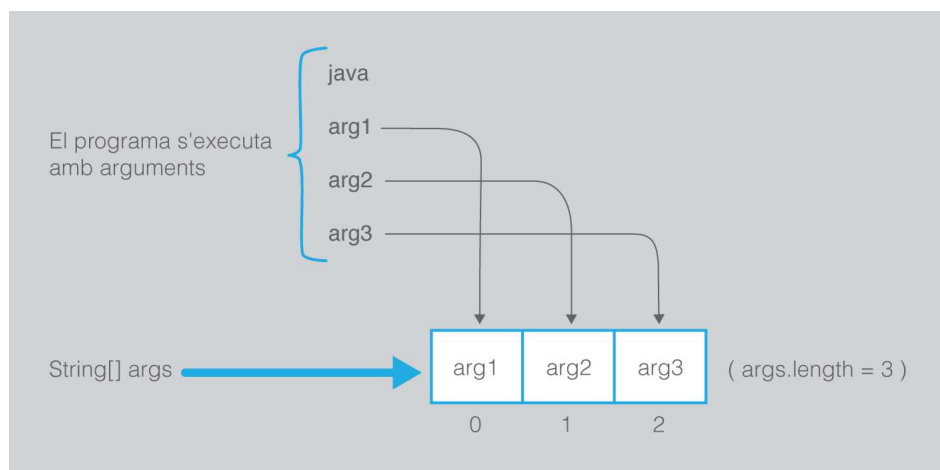 java
El programa s'executa
amb arguments
arg1
arg2
arg3
String[] args
arg1
arg2
arg3
( args.length = 3 )
0
1
2